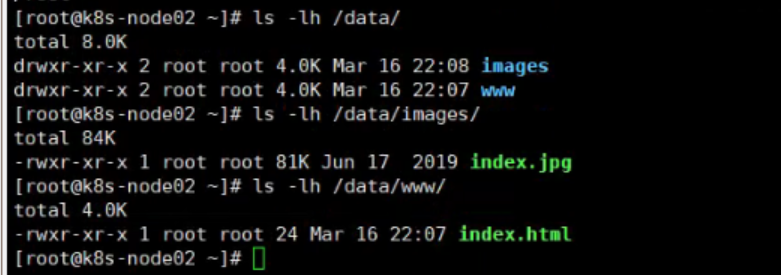 [root@k8s-node02 ~]# ls -lh /data/
total 8.0K
drwxr-xr-x 2 root root 4.0K Mar 16 22:08 images
drwxr-xr-x 2 root root 4.0K Mar 16 22:07 www
[root@k8s-node02 ~]# ls -lh /data/images/
total 84K
-rwxr-xr-x 1 root root 81K Jun 17  2019 index.jpg
[root@k8s-node02 ~]# ls -lh /data/www/
total 4.0K
-rwxr-xr-x 1 root root 24 Mar 16 22:07 index.html
[root@k8s-node02 ~]#